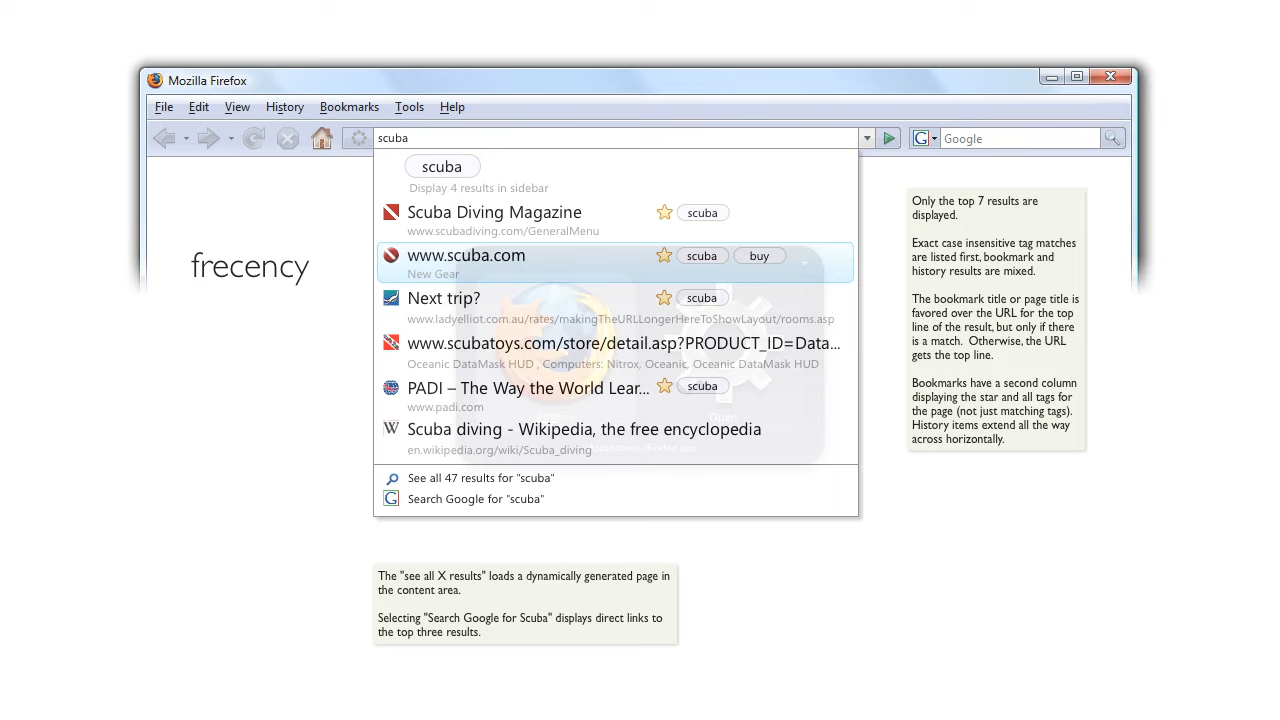 Mozilla Firefox
File Edit View History Bookmarks Tools Help
scuba
Google
scuba
Display 4 results in sidebar
Scuba Diving Magazine scuba
www.scubadiving.com/GeneralMenu
www.scuba.com scuba buy
New Gear
Next trip? scuba
www.ladyelliot.com.au/rates/makingTheURLLongerHereToShowLayout/rooms.asp
www.scubatoys.com/store/detail.asp?PRODUCT_ID=Data...
Oceanic DataMask HUD , Computers: Nitrox, Oceanic, Oceanic DataMask HUD
PADI – The Way the World Lear... scuba
www.padi.com
Scuba diving - Wikipedia, the free encyclopedia
en.wikipedia.org/wiki/Scuba_diving
See all 47 results for "scuba"
Search Google for "scuba"
frecency
Only the top 7 results are
displayed.
Exact case insensitive tag matches
are listed first, bookmark and
history results are mixed.
The bookmark title or page title is
favored over the URL for the top
line of the result, but only if there
is a match. Otherwise, the URL
gets the top line.
Bookmarks have a second column
displaying the star and all tags for
the page (not just matching tags).
History items extend all the way
across horizontally.
The "see all X results" loads a dynamically generated page in
the content area.
Selecting "Search Google for Scuba" displays direct links to
the top three results.